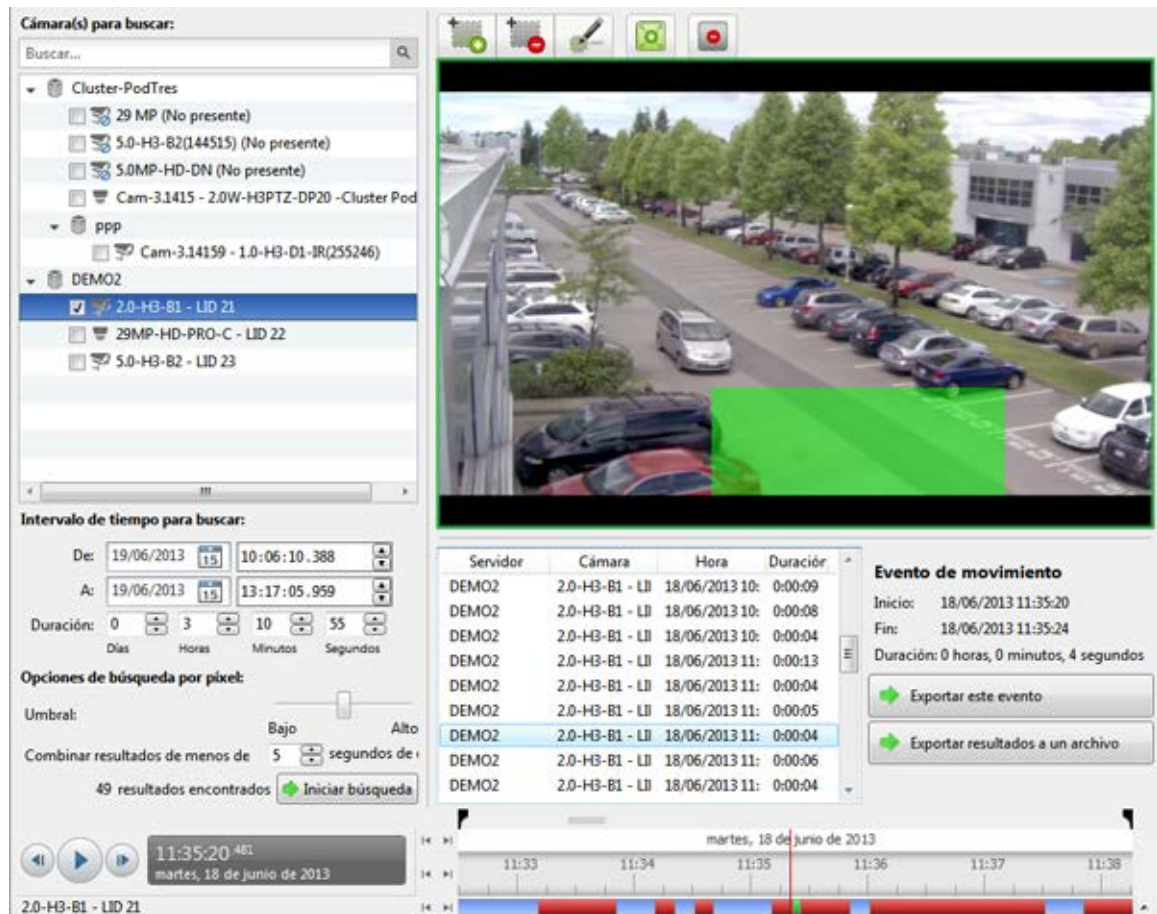 Cámara(s) para buscar:
Buscar...
Cluster-PodTres
29 MP (No presente)
5.0-H3-B2(144515) (No presente)
5.0MP-HD-DN (No presente)
Cam-3.1415 - 2.0W-H3PTZ-DP20 -Cluster Pod
PPP
Cam-3.14159 - 1.0-H3-D1-IR(255246)
DEMO2
2.0-H3-B1 - LID 21
29MP-HD-PRO-C - LID 22
5.0-H3-B2 - LID 23
Intervalo de tiempo para buscar:
De: 19/06/2013 15 10:06:10.388
A: 19/06/2013 15 13:17:05.959
Duración: 0 3 10 55
Días Horas Minutos Segundos
Opciones de búsqueda por pixel:
Umbral:
Bajo Alto
Combinar resultados de menos de 5 segundos de
49 resultados encontrados Iniciar búsqueda
Servidor Cámara Hora Duración
DEMO2 2.0-H3-B1 - LII 18/06/2013 10: 0:00:09
DEMO2 2.0-H3-B1 - LII 18/06/2013 10: 0:00:08
DEMO2 2.0-H3-B1 - LII 18/06/2013 10: 0:00:04
DEMO2 2.0-H3-B1 - LII 18/06/2013 11: 0:00:13
DEMO2 2.0-H3-B1 - LII 18/06/2013 11: 0:00:04
DEMO2 2.0-H3-B1 - LII 18/06/2013 11: 0:00:05
DEMO2 2.0-H3-B1 - LII 18/06/2013 11: 0:00:04
DEMO2 2.0-H3-B1 - LII 18/06/2013 11: 0:00:06
DEMO2 2.0-H3-B1 - LII 18/06/2013 11: 0:00:04
Evento de movimiento
Inicio: 18/06/2013 11:35:20
Fin: 18/06/2013 11:35:24
Duración: 0 horas, 0 minutos, 4 segundos
Exportar este evento
Exportar resultados a un archivo
11:35:20.481
martes, 18 de junio de 2013
martes, 18 de junio de 2013
11:33 11:34 11:35 11:36 11:37 11:38
2.0-H3-B1 - LID 21